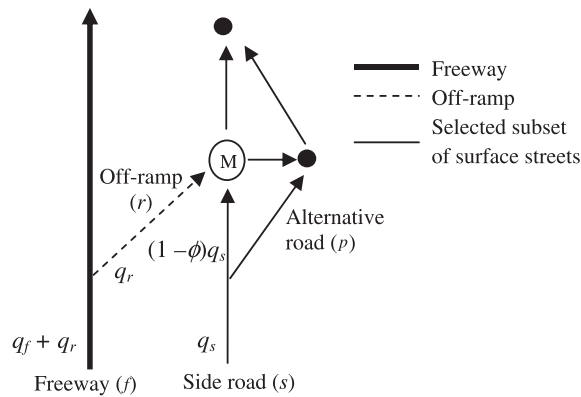 Freeway
Off-ramp
Selected subset
of surface streets
M
Off-ramp
(r)
(1 –ϕ)qₛ
Alternative
road (p)
qᵣ
q_f + qᵣ
qₛ
Freeway (f)
Side road (s)